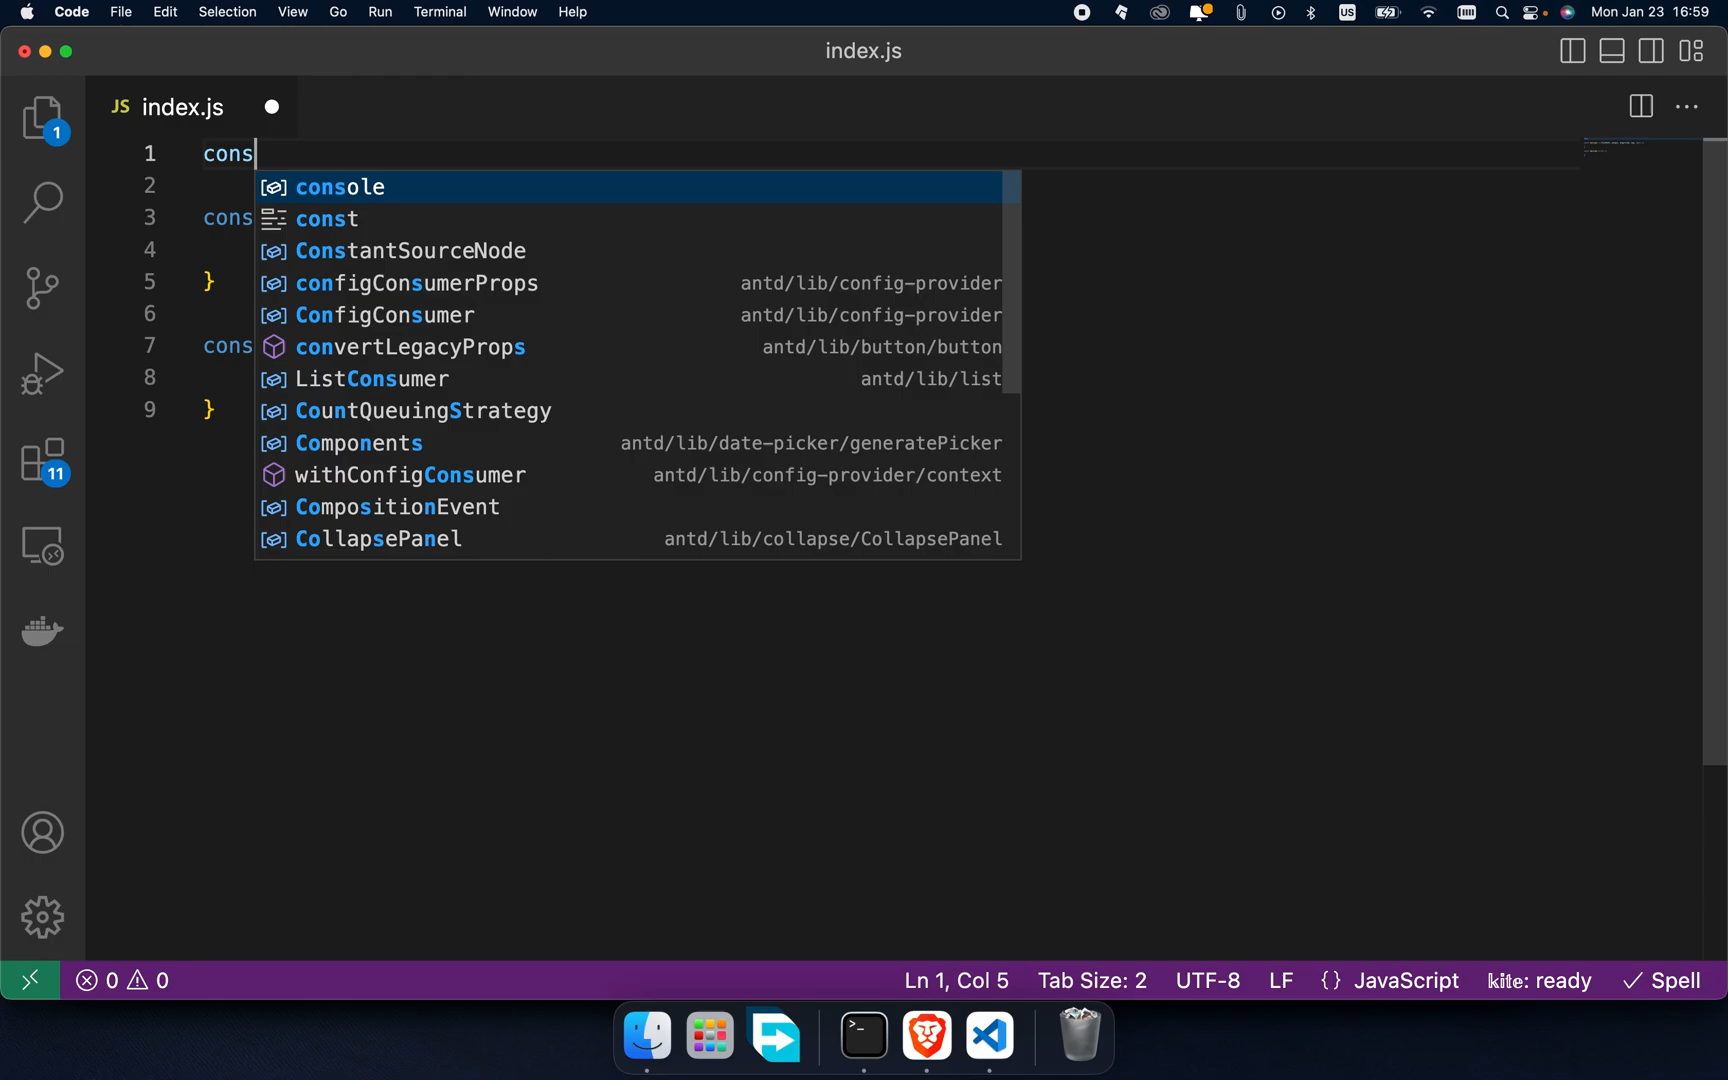 Code File Edit Selection View Go Run Terminal Window Help US Mon Jan 23 16:59
index.js
JS index.js
1 cons
2
3 cons
4
5 }
6
7 cons
8
9 }
console
const
ConstantSourceNode
configConsumerProps antd/lib/config-provider
ConfigConsumer antd/lib/config-provider
convertLegacyProps antd/lib/button/button
ListConsumer antd/lib/list
CountQueuingStrategy
Components antd/lib/date-picker/generatePicker
withConfigConsumer antd/lib/config-provider/context
CompositionEvent
CollapsePanel antd/lib/collapse/CollapsePanel
1
11
0 0 Ln 1, Col 5 Tab Size: 2 UTF-8 LF {} JavaScript kite: ready ✓ Spell
>_